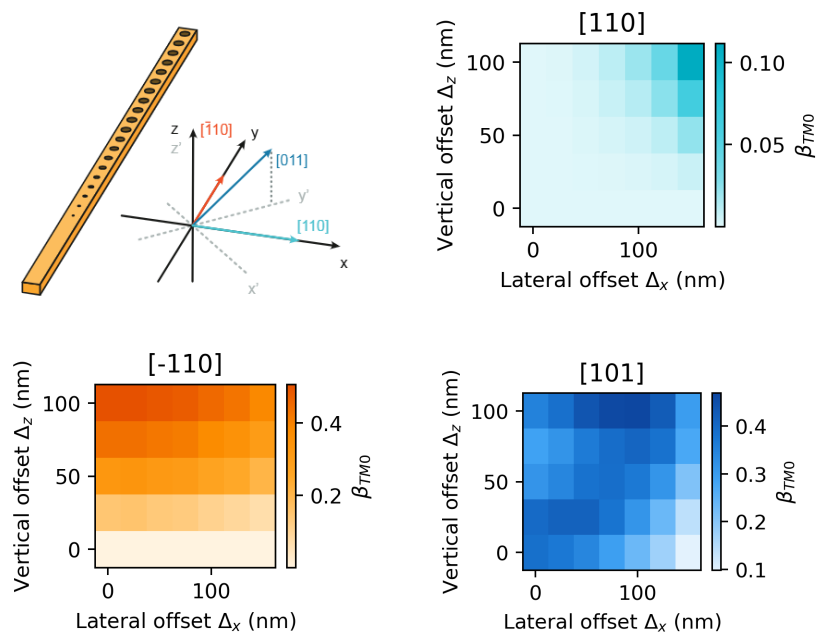 [110]
z
z'
[1̄10]
y
[011]
y'
[110]
x
x'
Vertical offset Δz (nm)
100
50
0
0
100
Lateral offset Δx (nm)
0.10
0.05
βTM0
[-110]
Vertical offset Δz (nm)
100
50
0
0
100
Lateral offset Δx (nm)
0.4
0.2
βTM0
[101]
Vertical offset Δz (nm)
100
50
0
0
100
Lateral offset Δx (nm)
0.4
0.3
0.2
0.1
βTM0